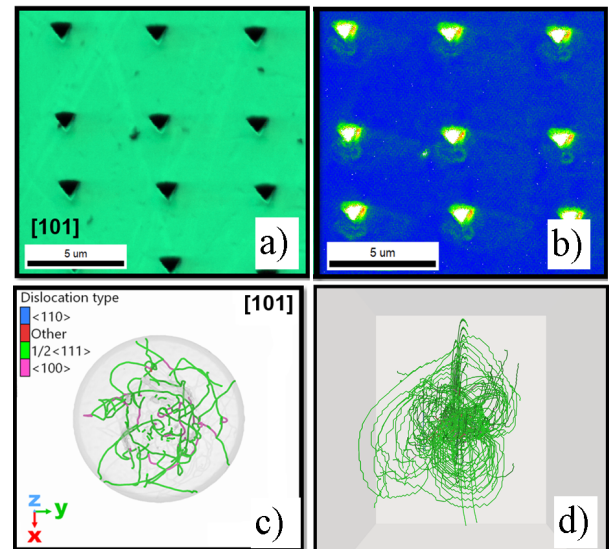 [101]
5 um
a)
5 um
b)
Dislocation type
<110>
Other
1/2<111>
<100>
[101]
z
y
x
c)
d)